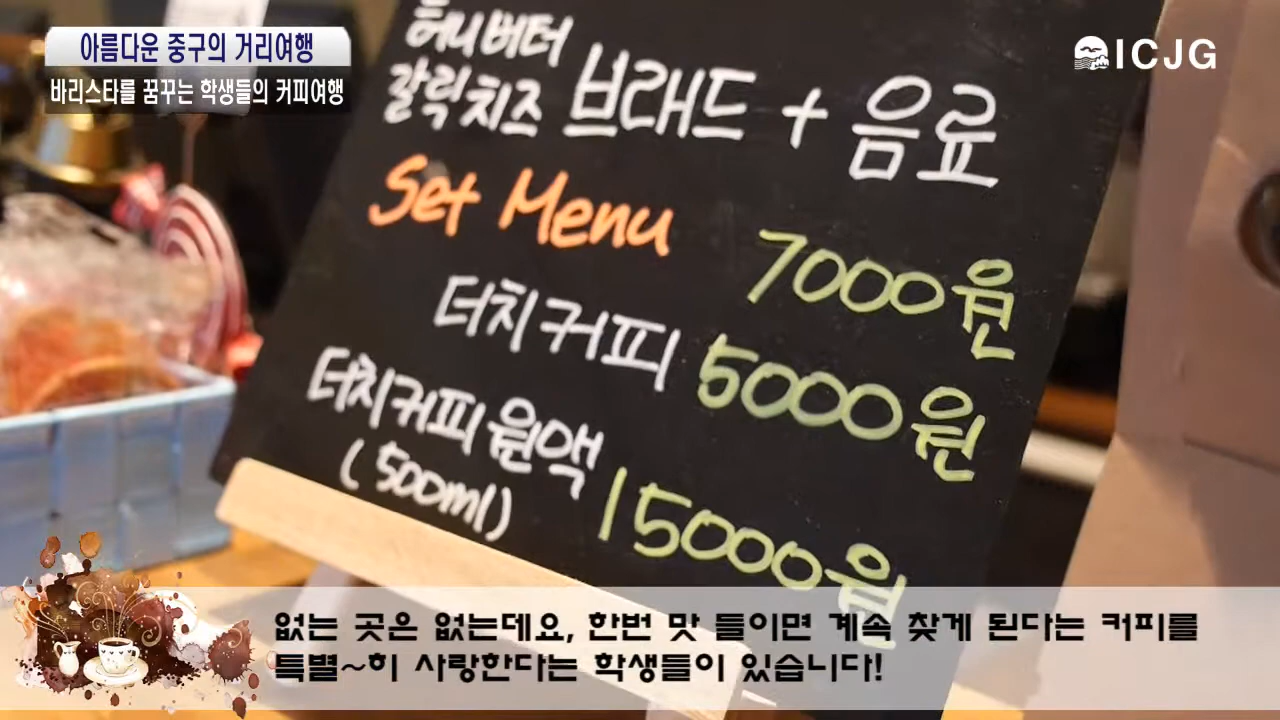 아름다운 중구의 거리여행
바리스타를 꿈꾸는 학생들의 커피여행
ICJG
허니버터
갈릭치즈 브래드 + 음료
Set Menu 7000원
터치커피 5000원
터치커피 원액
(500ml) 15000원
없는 곳은 없는데요, 한번 맛 들이면 계속 찾게 된다는 커피를
특별~히 사랑한다는 학생들이 있습니다!